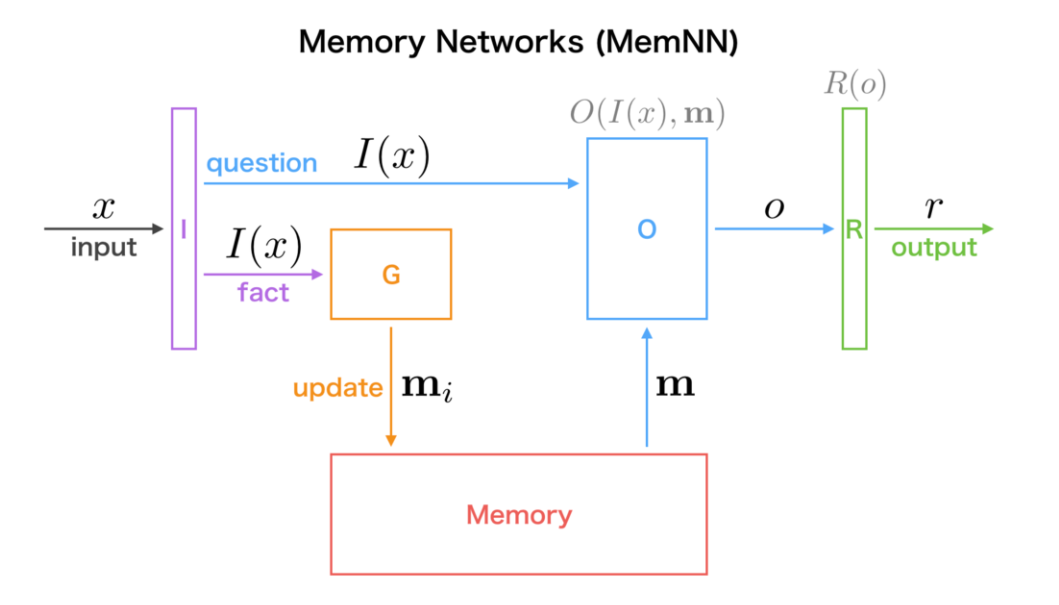 Memory Networks (MemNN)
R(o)
O(I(x), m)
question I(x)
x
input
I
I(x)
fact
G
O
o
R
r
output
update m_i
m
Memory